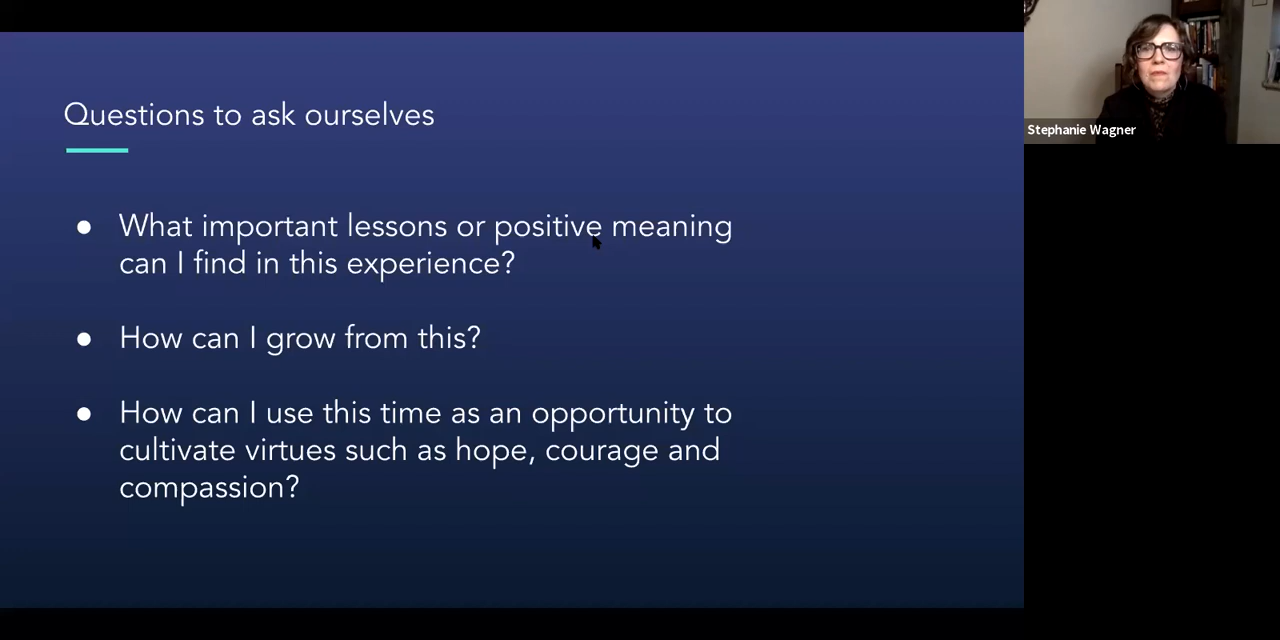 Questions to ask ourselves
● What important lessons or positive meaning
can I find in this experience?
● How can I grow from this?
● How can I use this time as an opportunity to
cultivate virtues such as hope, courage and
compassion?
Stephanie Wagner